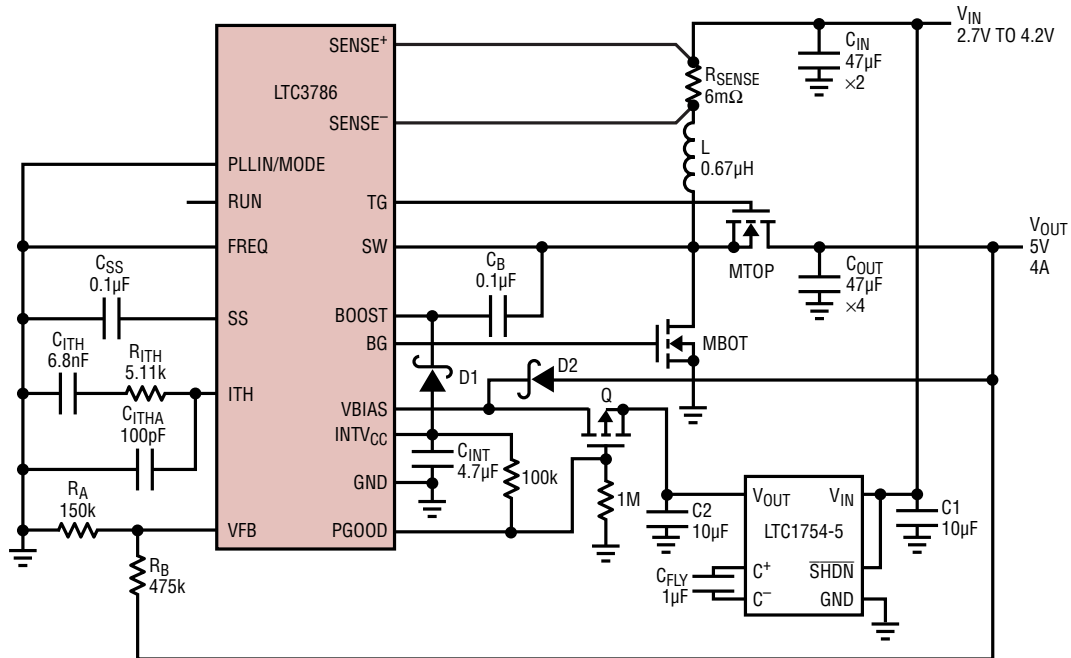 LTC3786
SENSE+
SENSE−
PLLIN/MODE
RUN
FREQ
SS
ITH
VFB
TG
SW
BOOST
BG
VBIAS
INTVCC
GND
PGOOD
CSS
0.1µF
CITH
6.8nF
RITH
5.11k
CITHA
100pF
RA
150k
RB
475k
VIN
2.7V TO 4.2V
CIN
47µF
×2
RSENSE
6mΩ
L
0.67µH
MTOP
VOUT
5V
4A
COUT
47µF
×4
CB
0.1µF
MBOT
D1
D2
Q
CINT
4.7µF
100k
1M
C2
10µF
VOUT
VIN
LTC1754-5
C+
SHDN
C−
GND
CFLY
1µF
C1
10µF